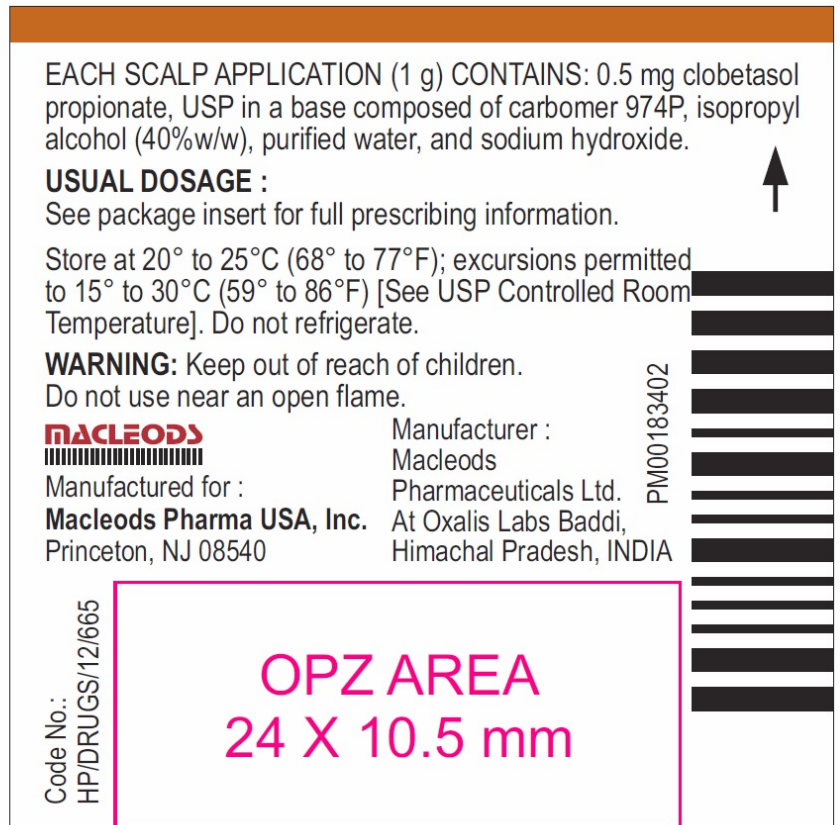 EACH SCALP APPLICATION (1 g) CONTAINS: 0.5 mg clobetasol
propionate, USP in a base composed of carbomer 974P, isopropyl
alcohol (40%w/w), purified water, and sodium hydroxide.
USUAL DOSAGE :
See package insert for full prescribing information.
Store at 20° to 25°C (68° to 77°F); excursions permitted
to 15° to 30°C (59° to 86°F) [See USP Controlled Room
Temperature]. Do not refrigerate.
WARNING: Keep out of reach of children.
Do not use near an open flame.
MACLEODS
Manufactured for :
Macleods Pharma USA, Inc.
Princeton, NJ 08540
Manufacturer :
Macleods
Pharmaceuticals Ltd.
At Oxalis Labs Baddi,
Himachal Pradesh, INDIA
PM00183402
Code No.:
HP/DRUGS/12/665
OPZ AREA
24 X 10.5 mm